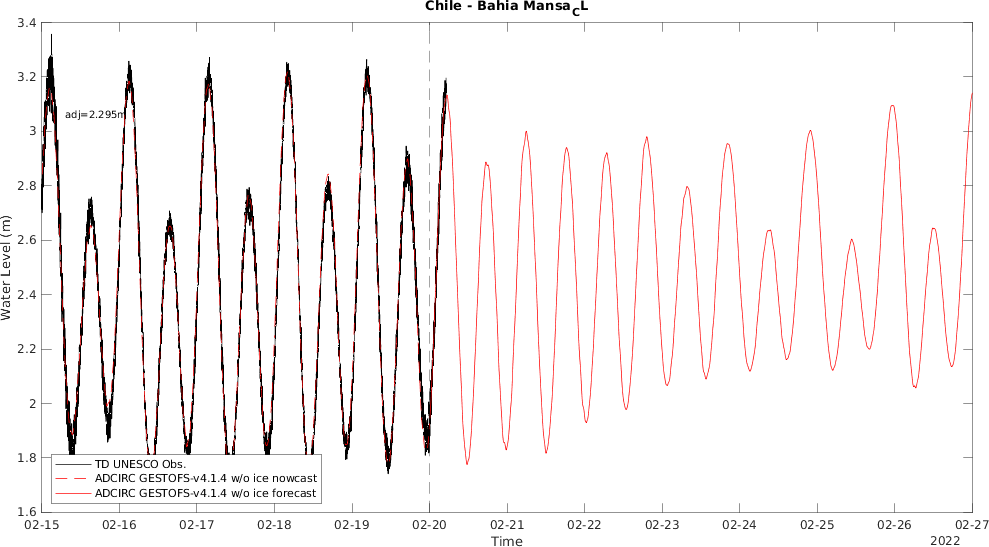 Chile - Bahia Mansa_CL
3.4
3.2
3
2.8
2.6
2.4
2.2
2
1.8
1.6
Water Level (m)
adj=2.295m
TD UNESCO Obs.
ADCIRC GESTOFS-v4.1.4 w/o ice nowcast
ADCIRC GESTOFS-v4.1.4 w/o ice forecast
02-15 02-16 02-17 02-18 02-19 02-20 02-21 02-22 02-23 02-24 02-25 02-26 02-27
Time
2022